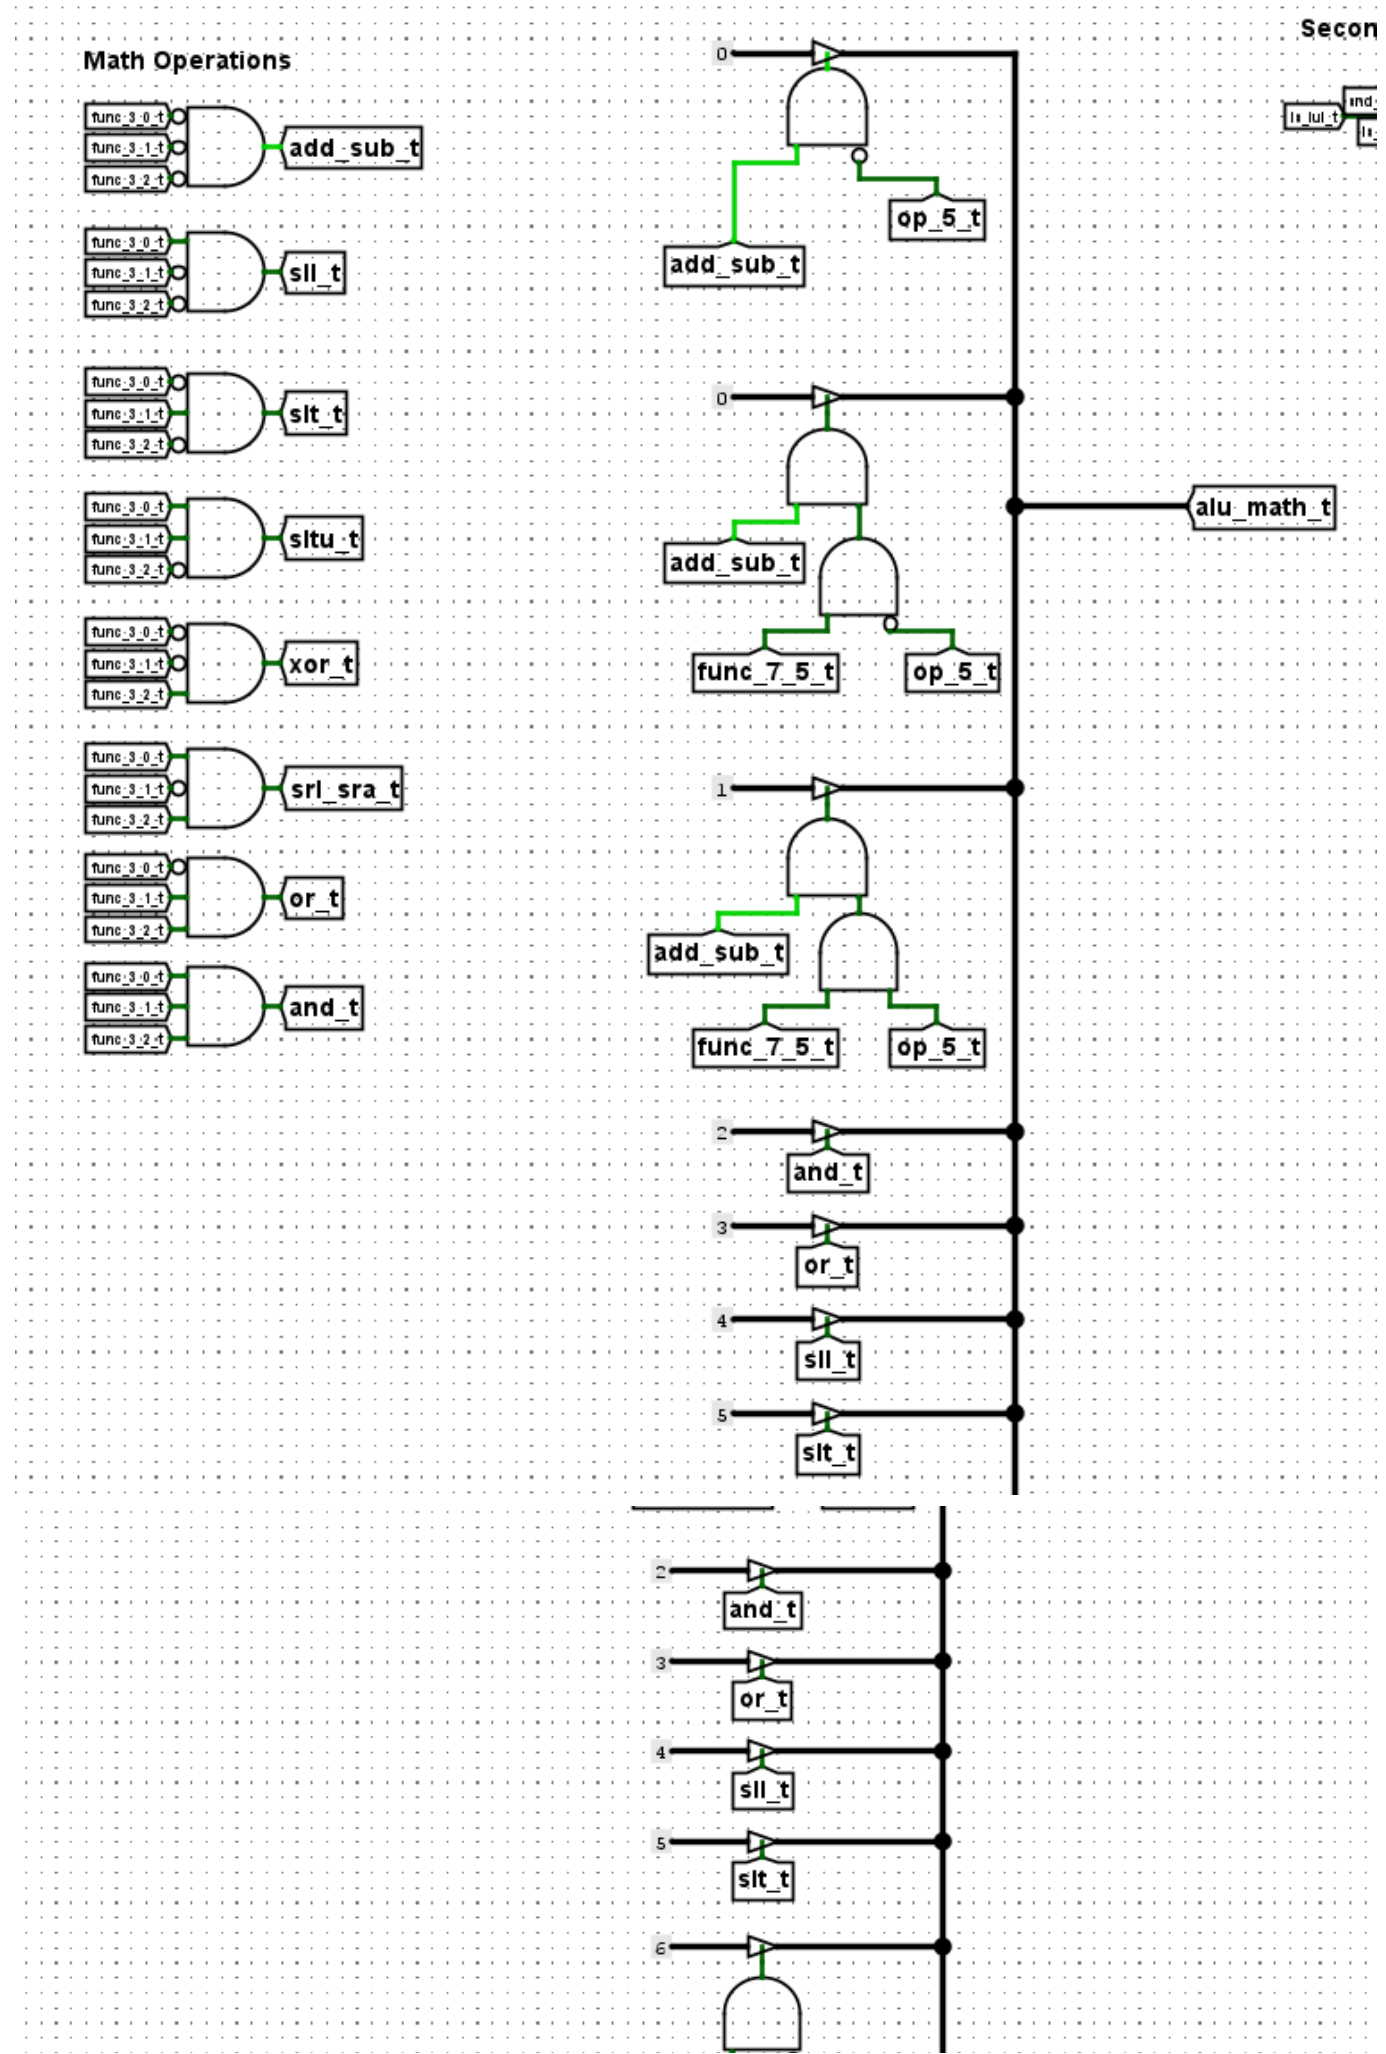 Secon
Math Operations
func_3_0_t
func_3_1_t
func_3_2_t
add_sub_t
func_3_0_t
func_3_1_t
func_3_2_t
sll_t
func_3_0_t
func_3_1_t
func_3_2_t
slt_t
func_3_0_t
func_3_1_t
func_3_2_t
sltu_t
func_3_0_t
func_3_1_t
func_3_2_t
xor_t
func_3_0_t
func_3_1_t
func_3_2_t
srl_sra_t
func_3_0_t
func_3_1_t
func_3_2_t
or_t
func_3_0_t
func_3_1_t
func_3_2_t
and_t
0
op_5_t
add_sub_t
0
add_sub_t
func_7_5_t
op_5_t
alu_math_t
1
add_sub_t
func_7_5_t
op_5_t
2
and_t
3
or_t
4
sll_t
5
slt_t
2
and_t
3
or_t
4
sll_t
5
slt_t
6